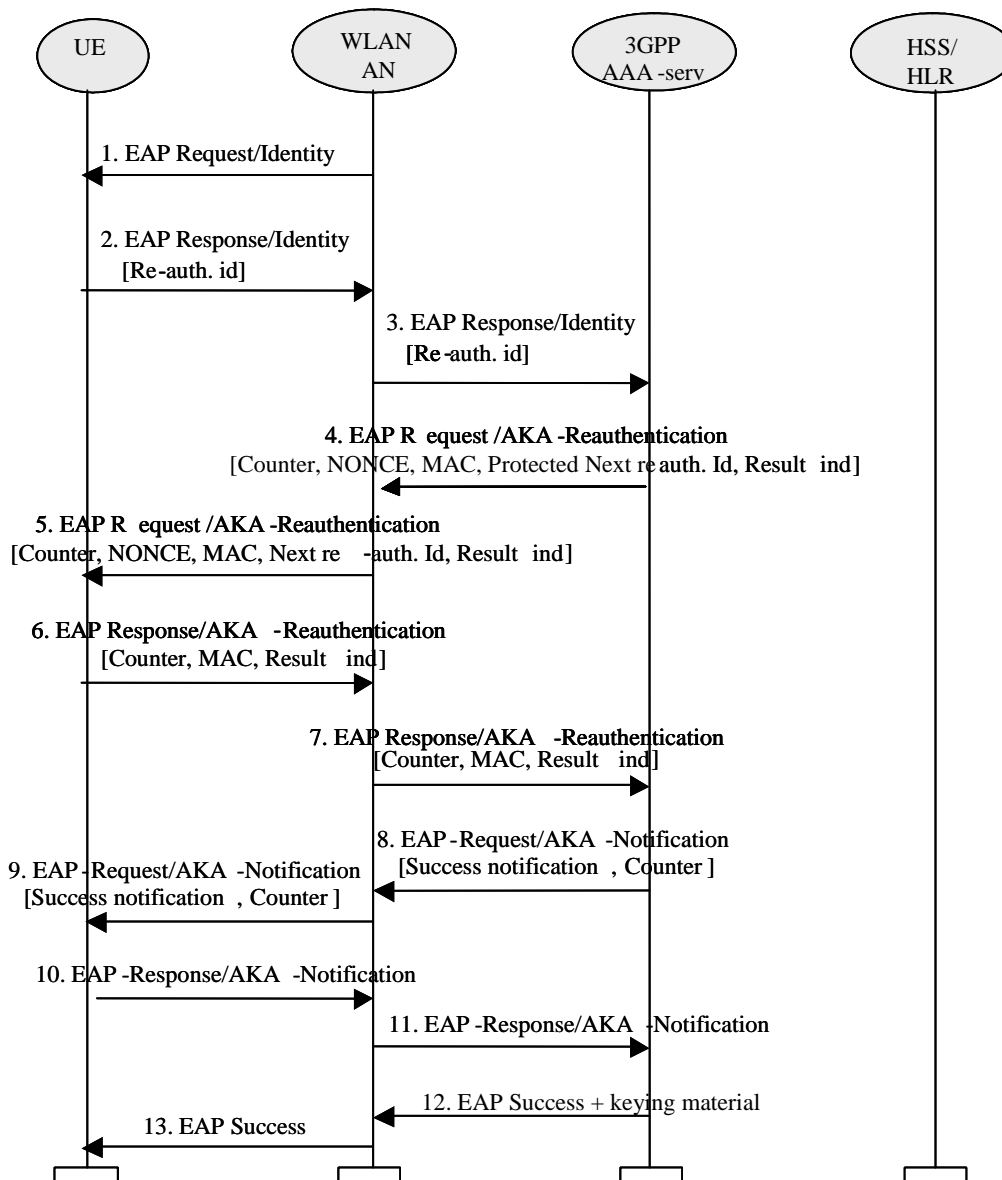 UE
WLAN
AN
3GPP
AAA -serv
HSS/
HLR
1. EAP Request/Identity
2. EAP Response/Identity
[Re-auth. id]
3. EAP Response/Identity
[Re-auth. id]
4. EAP R equest /AKA -Reauthentication
[Counter, NONCE, MAC, Protected Next re auth. Id, Result ind]
5. EAP R equest /AKA -Reauthentication
[Counter, NONCE, MAC, Next re -auth. Id, Result ind]
6. EAP Response/AKA -Reauthentication
[Counter, MAC, Result ind]
7. EAP Response/AKA -Reauthentication
[Counter, MAC, Result ind]
8. EAP -Request/AKA -Notification
[Success notification , Counter ]
9. EAP -Request/AKA -Notification
[Success notification , Counter ]
10. EAP -Response/AKA -Notification
11. EAP -Response/AKA -Notification
12. EAP Success + keying material
13. EAP Success